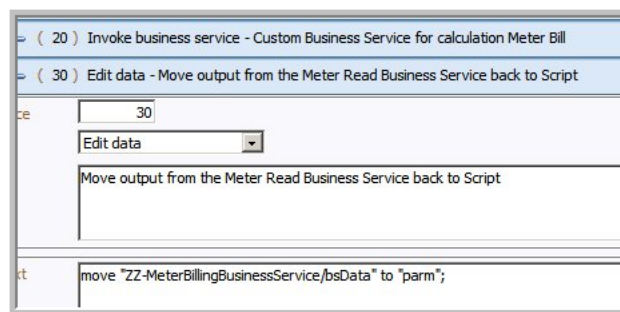 ( 20 ) Invoke business service - Custom Business Service for calculation Meter Bill
( 30 ) Edit data - Move output from the Meter Read Business Service back to Script
ce 30
Edit data
Move output from the Meter Read Business Service back to Script
xt move "ZZ-MeterBillingBusinessService/bsData" to "parm";